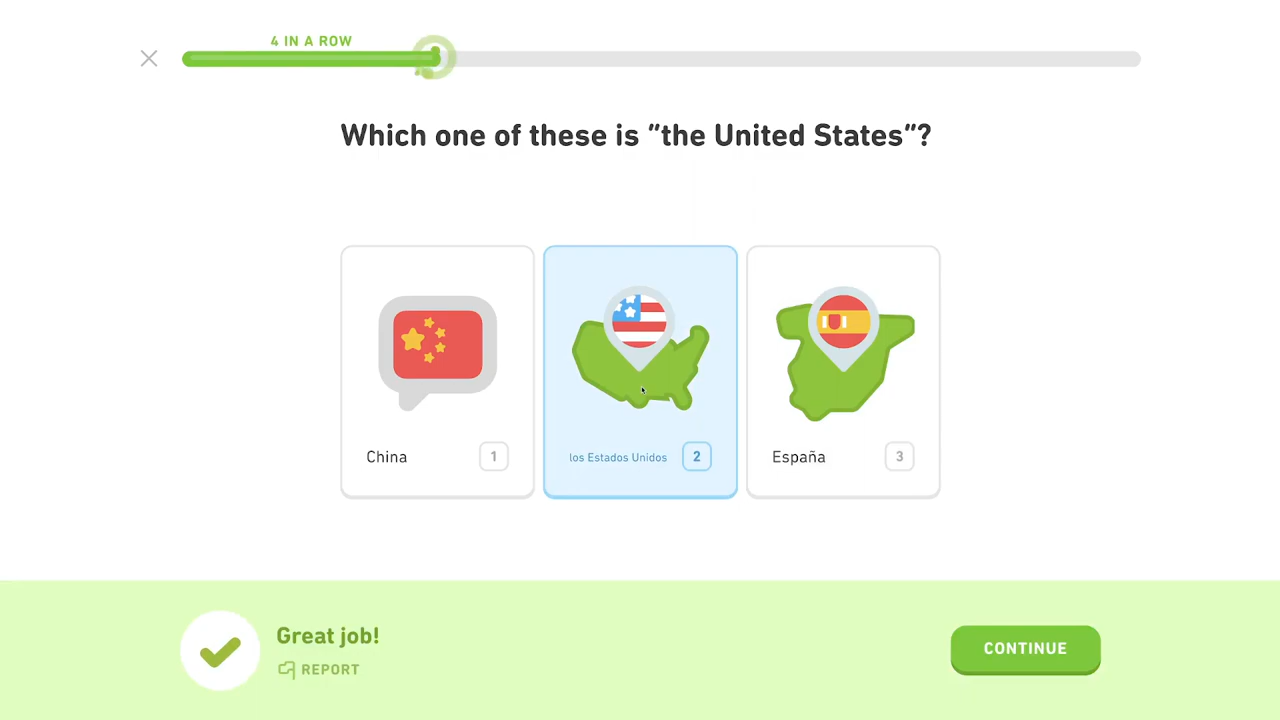 4 IN A ROW
Which one of these is “the United States”?
China 1
los Estados Unidos 2
España 3
Great job!
REPORT
CONTINUE